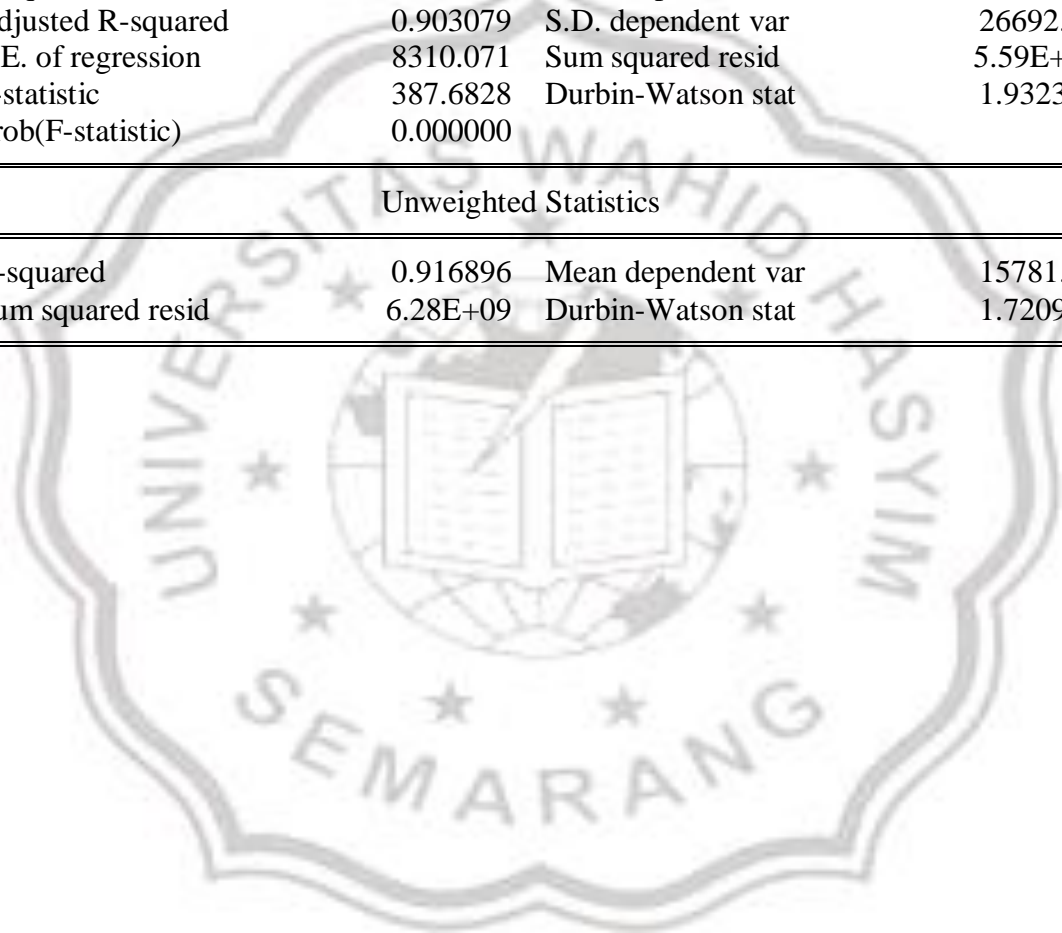 djusted R-squared 0.903079 S.D. dependent var 26692.
E. of regression 8310.071 Sum squared resid 5.59E+
-statistic 387.6828 Durbin-Watson stat 1.9323
rob(F-statistic) 0.000000
Unweighted Statistics
-squared 0.916896 Mean dependent var 15781.
um squared resid 6.28E+09 Durbin-Watson stat 1.7209
UNIVERSITAS WAHID HASYIM
SEMARANG